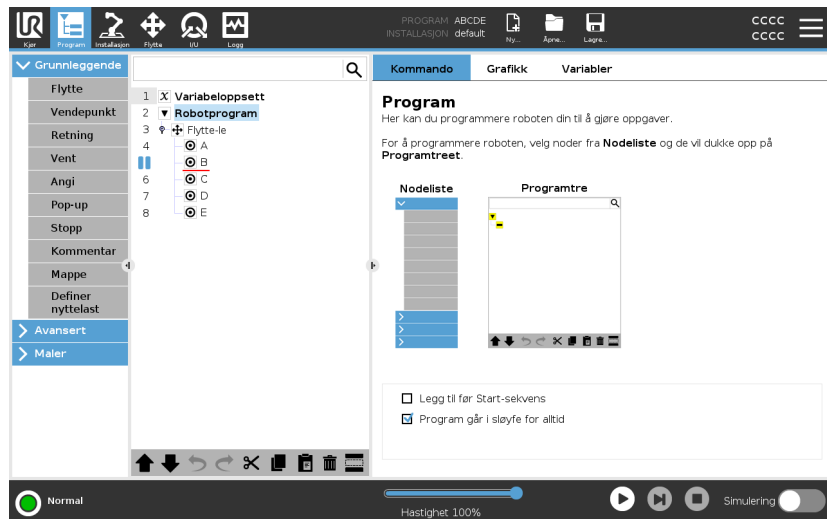 UR
PROGRAM ABCDE
INSTALLASJON default
CCCC
CCCC
Kjør Program Installasjon Flytte I/U Logg Ny... Åpne... Lagre...
Grunnleggende
Flytte
Vendepunkt
Retning
Vent
Angi
Pop-up
Stopp
Kommentar
Mappe
Definer
nyttelast
Avansert
Maler
1 X Variabeloppsett
2 Robotprogram
3 Flytte-le
4 A
B
6 C
7 D
8 E
Kommando Grafikk Variabler
Program
Her kan du programmere roboten din til å gjøre oppgaver.
For å programmere roboten, velg noder fra Nodeliste og de vil dukke opp på
Programtreet.
Nodeliste Programtre
Legg til før Start-sekvens
Program går i sløyfe for alltid
Normal
Hastighet 100%
Simulering